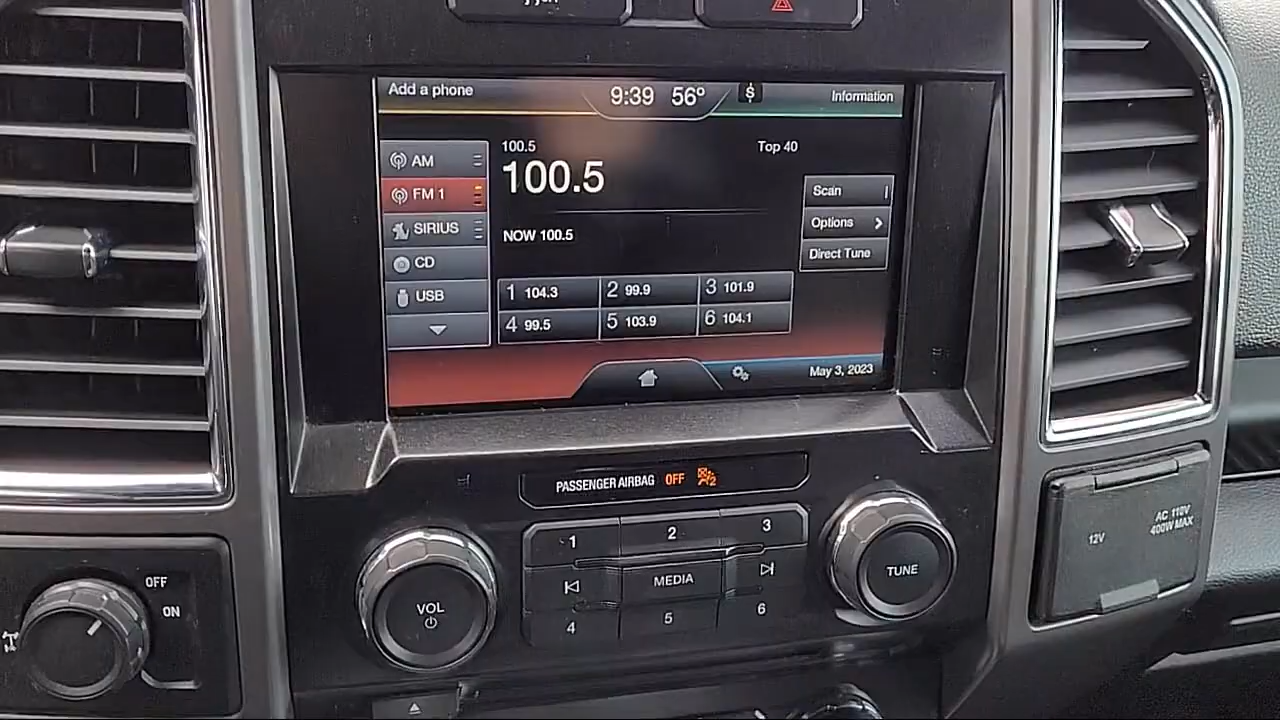 Add a phone
9:39 56°
Information
100.5
Top 40
100.5
NOW 100.5
AM
FM 1
SIRIUS
CD
USB
Scan
Options
Direct Tune
1 104.3
2 99.9
3 101.9
4 99.5
5 103.9
6 104.1
May 3, 2023
PASSENGER AIRBAG OFF
2
1
2
3
MEDIA
4
5
6
VOL
TUNE
OFF
ON
12V
AC 110V
400W MAX